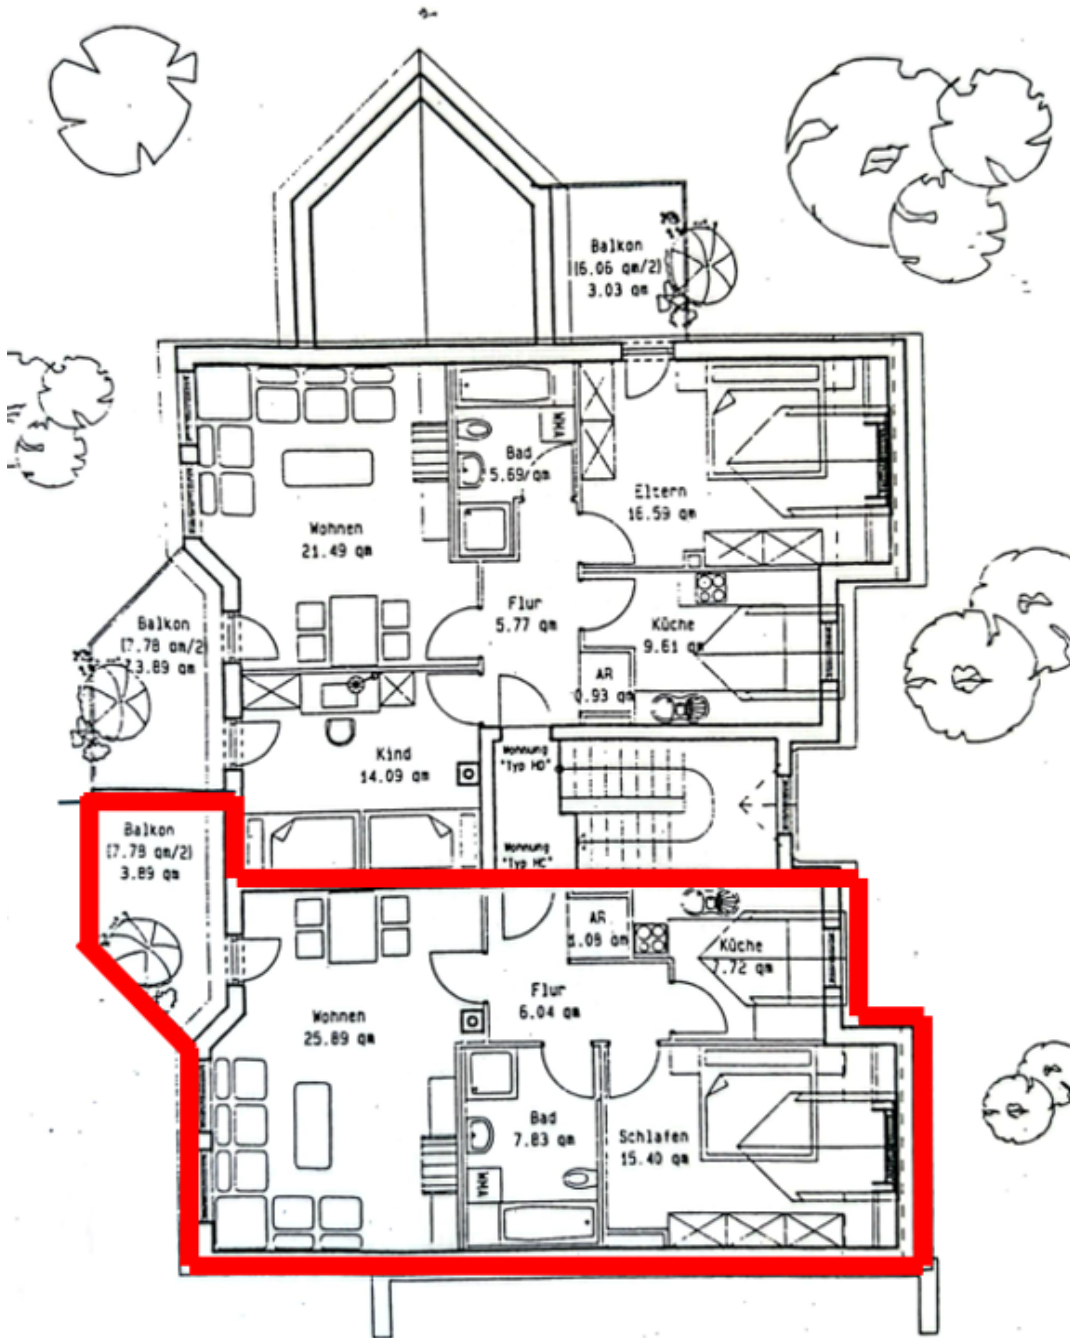 Balkon
(6.06 qm/2)
3.03 qm
WMA
Bad
5.69 qm
Eltern
16.59 qm
Wohnen
21.49 qm
Flur
5.77 qm
Küche
9.61 qm
Balkon
(7.78 qm/2)
3.89 qm
AR
0.93 qm
Kind
14.09 qm
Wohnung
"Typ HD"
Wohnung
"Typ HC"
Balkon
(7.78 qm/2)
3.89 qm
AR
qm
Küche
7.72 qm
Flur
6.04 qm
Wohnen
25.89 qm
Bad
7.83 qm
Schlafen
15.40 qm
WMA